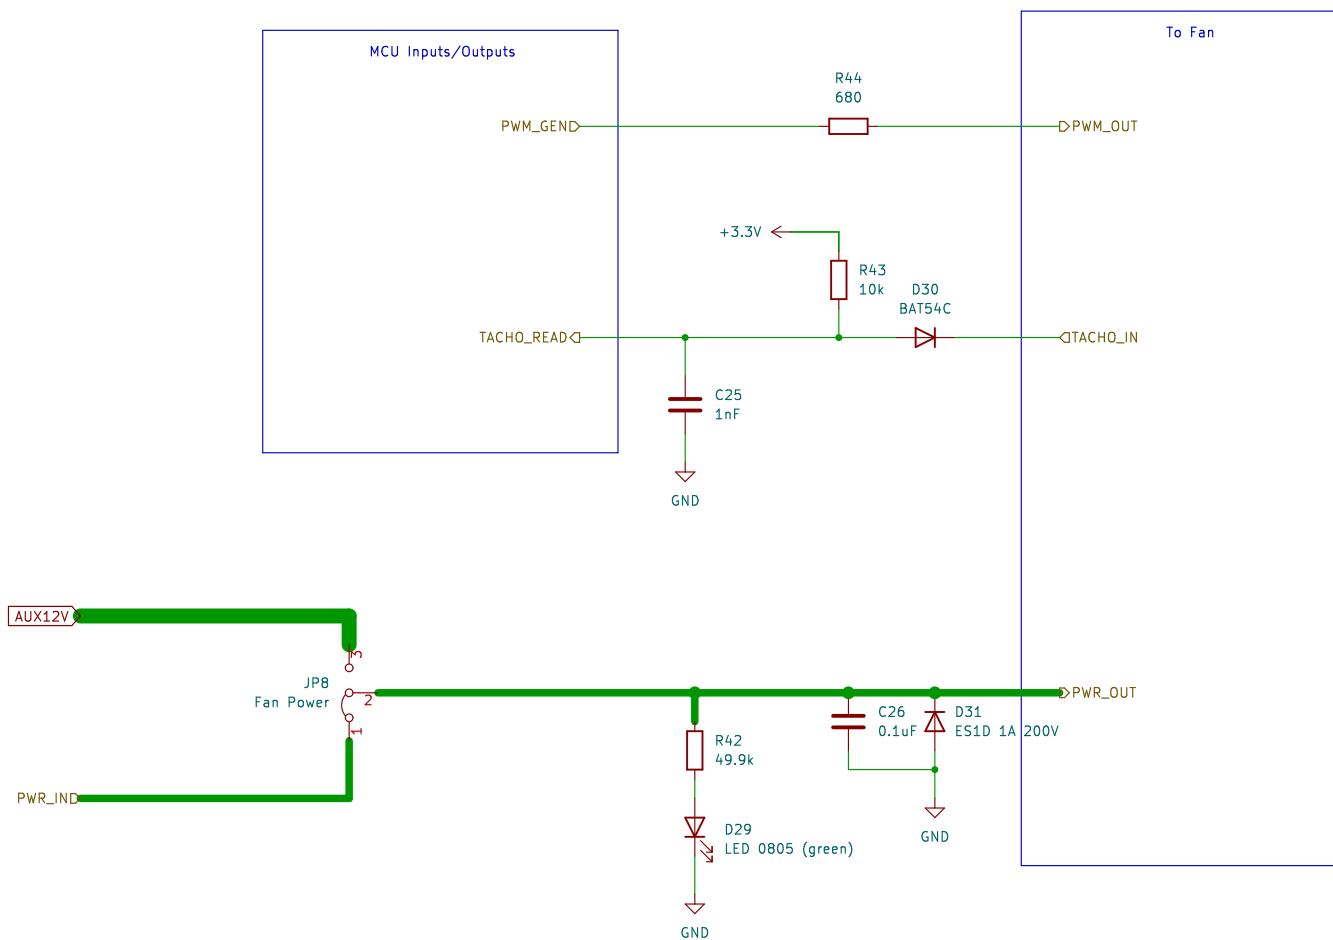 MCU Inputs/Outputs
To Fan
R44
680
PWM_GEN
PWM_OUT
+3.3V
R43
10k
D30
BAT54C
TACHO_READ
TACHO_IN
C25
1nF
GND
AUX12V
3
JP8
Fan Power
2
1
PWR_OUT
C26
0.1uF
D31
ES1D 1A 200V
R42
49.9k
PWR_IN
D29
LED 0805 (green)
GND
GND